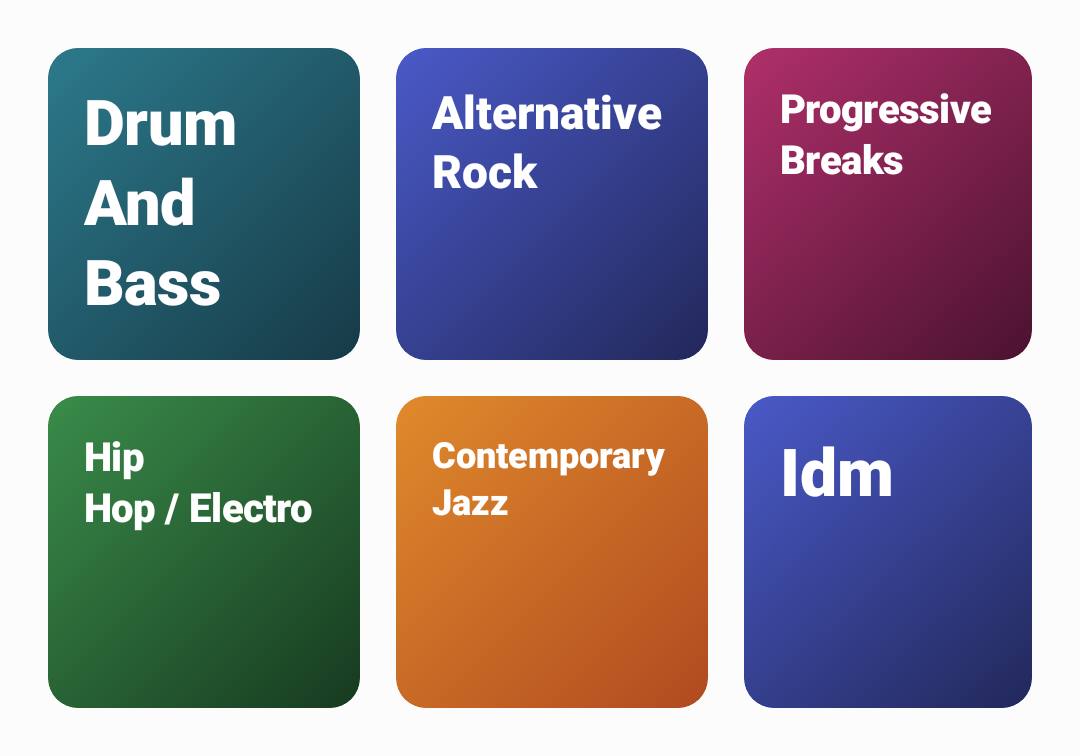 Drum
And
Bass
Alternative
Rock
Progressive
Breaks
Hip
Hop / Electro
Contemporary
Jazz
Idm